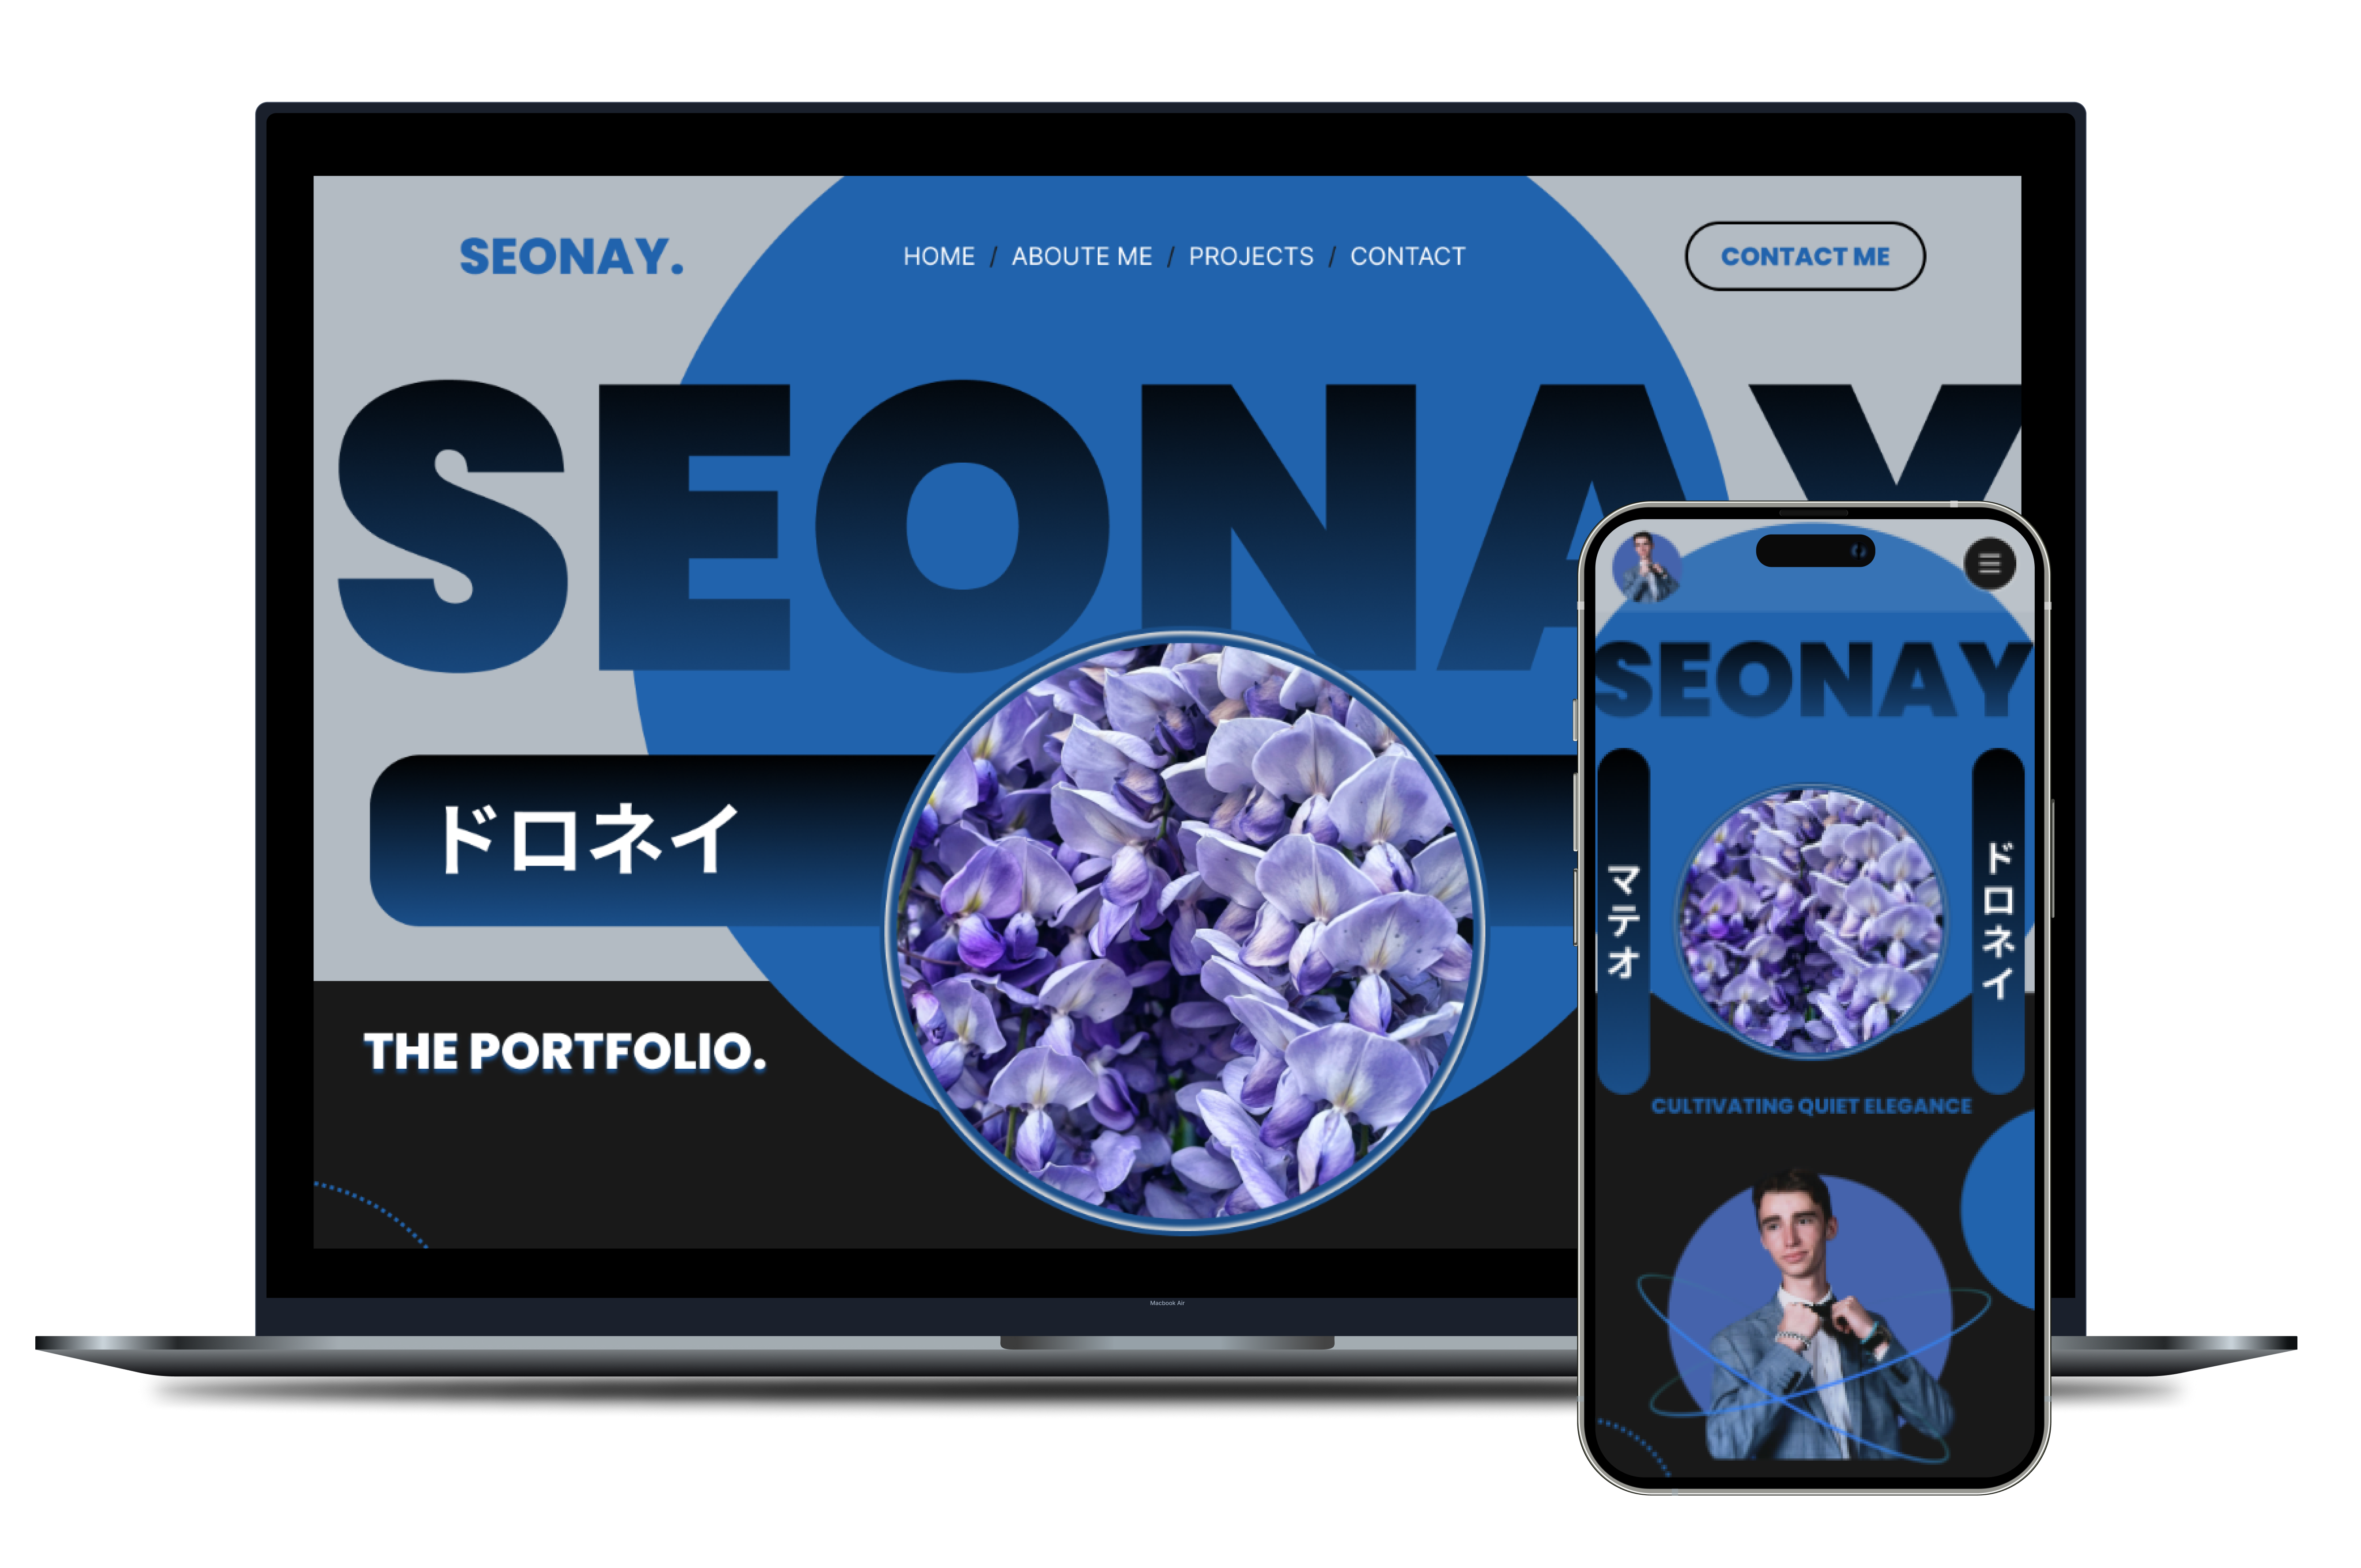 SEONAY.
HOME / ABOUTE ME / PROJECTS / CONTACT
CONTACT ME
SEONAY
ドロネイ
THE PORTFOLIO.
Macbook Air
SEONAY
マテオ
ドロネイ
CULTIVATING QUIET ELEGANCE